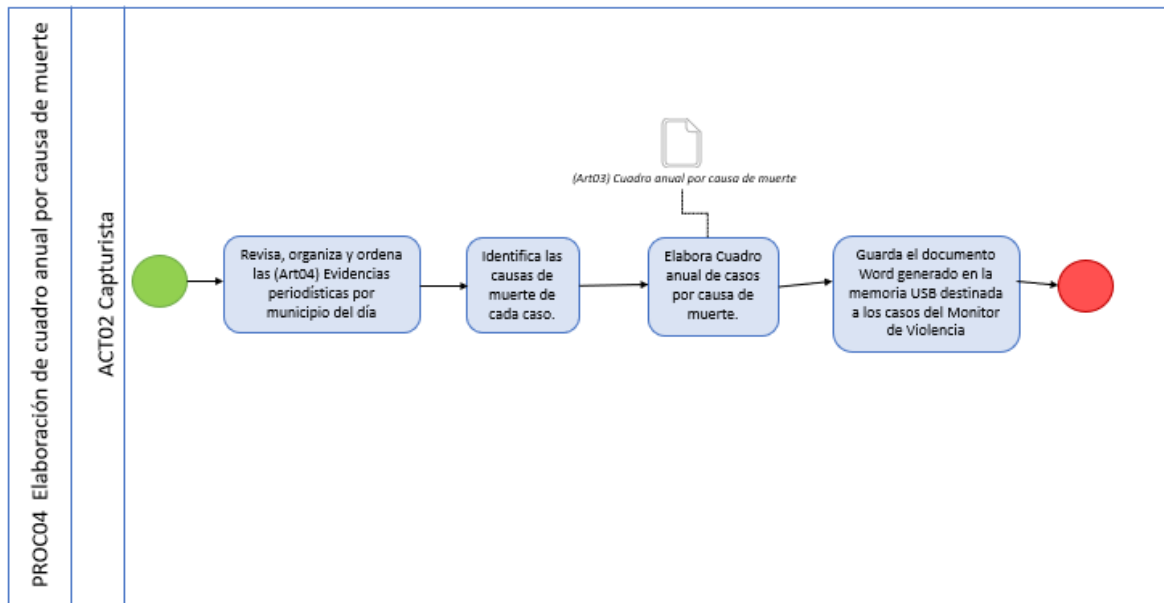 PROC04 Elaboración de cuadro anual por causa de muerte
ACT02 Capturista
Revisa, organiza y ordena
las (Art04) Evidencias
periodísticas por
municipio del día
Identifica las
causas de
muerte de
cada caso.
(Art03) Cuadro anual por causa de muerte
Elabora Cuadro
anual de casos
por causa de
muerte.
Guarda el documento
Word generado en la
memoria USB destinada
a los casos del Monitor
de Violencia